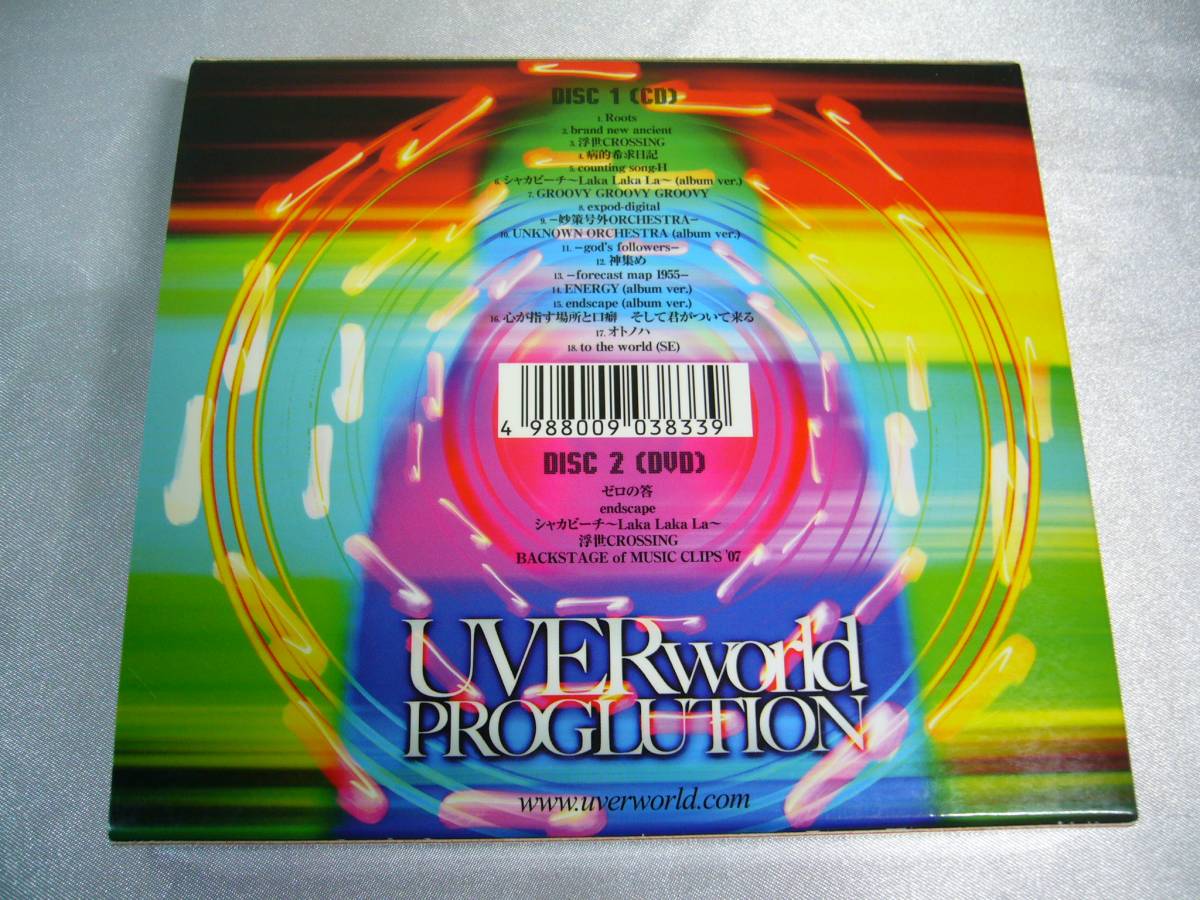 DISC 1 (CD)
1. Roots
2. brand new ancient
3. 浮世CROSSING
4. 病的希求日記
5. counting song-H
6. シャカビーチ〜Laka Laka La〜 (album ver.)
7. GROOVY GROOVY GROOVY
8. expod-digital
9. −妙策号外ORCHESTRA−
10. UNKNOWN ORCHESTRA (album ver.)
11. −god's followers−
12. 神集め
13. −forecast map 1955−
14. ENERGY (album ver.)
15. endscape (album ver.)
16. 心が指す場所と口癖　そして君がついて来る
17. オトノハ
18. to the world (SE)
4 988009 038339
DISC 2 (DVD)
ゼロの答
endscape
シャカビーチ〜Laka Laka La〜
浮世CROSSING
BACKSTAGE of MUSIC CLIPS '07
UVERworld
PROGLUTION
www.uverworld.com